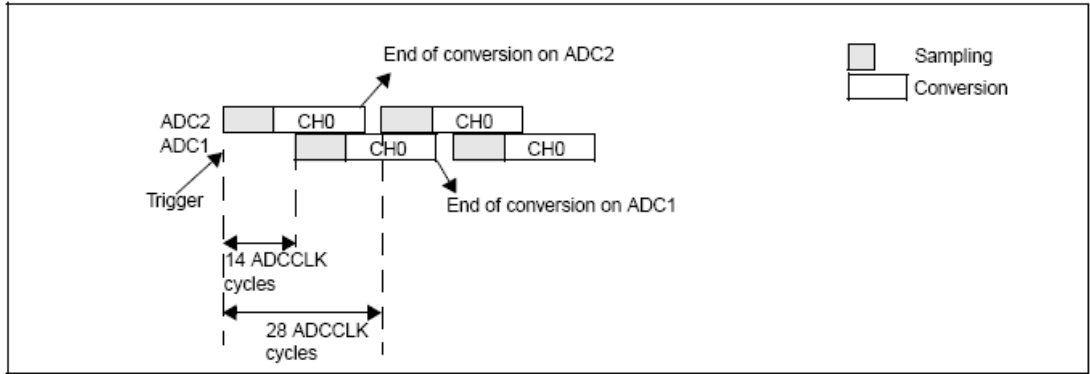 End of conversion on ADC2
Sampling
Conversion
ADC2
CH0
CH0
ADC1
CH0
CH0
Trigger
End of conversion on ADC1
14 ADCCLK
cycles
28 ADCCLK
cycles